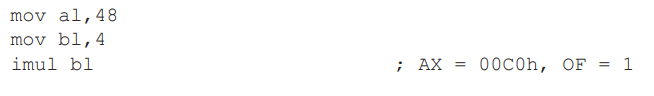 mov al,48
mov bl,4
imul bl ; AX = 00C0h, OF = 1